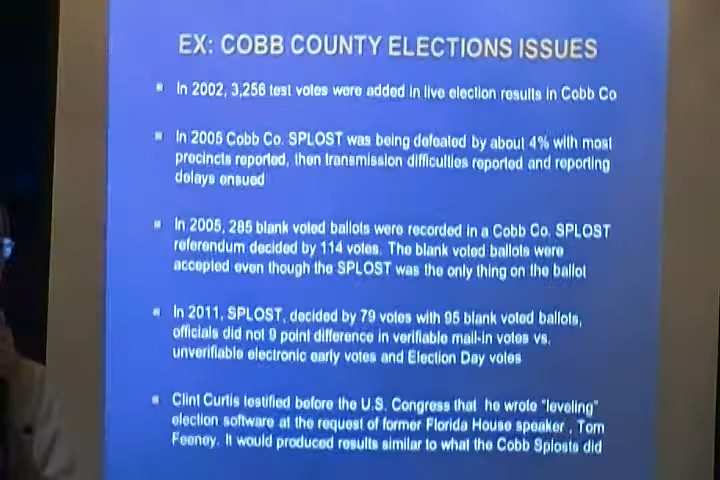 EX: COBB COUNTY ELECTIONS ISSUES
In 2002, 3,256 test votes were added in live election results in Cobb Co
In 2005 Cobb Co. SPLOST was being defeated by about 4% with most
precincts reported, then transmission difficulties reported and reporting
delays ensued
In 2005, 285 blank voted ballots were recorded in a Cobb Co. SPLOST
referendum decided by 114 votes. The blank voted ballots were
accepted even though the SPLOST was the only thing on the ballot
In 2011, SPLOST, decided by 79 votes with 95 blank voted ballots,
officials did not 9 point difference in verifiable mail-in votes vs.
unverifiable electronic early votes and Election Day votes
Clint Curtis testified before the U.S. Congress that he wrote "leveling"
election software at the request of former Florida House speaker , Tom
Feeney. It would produced results similar to what the Cobb Splosts did